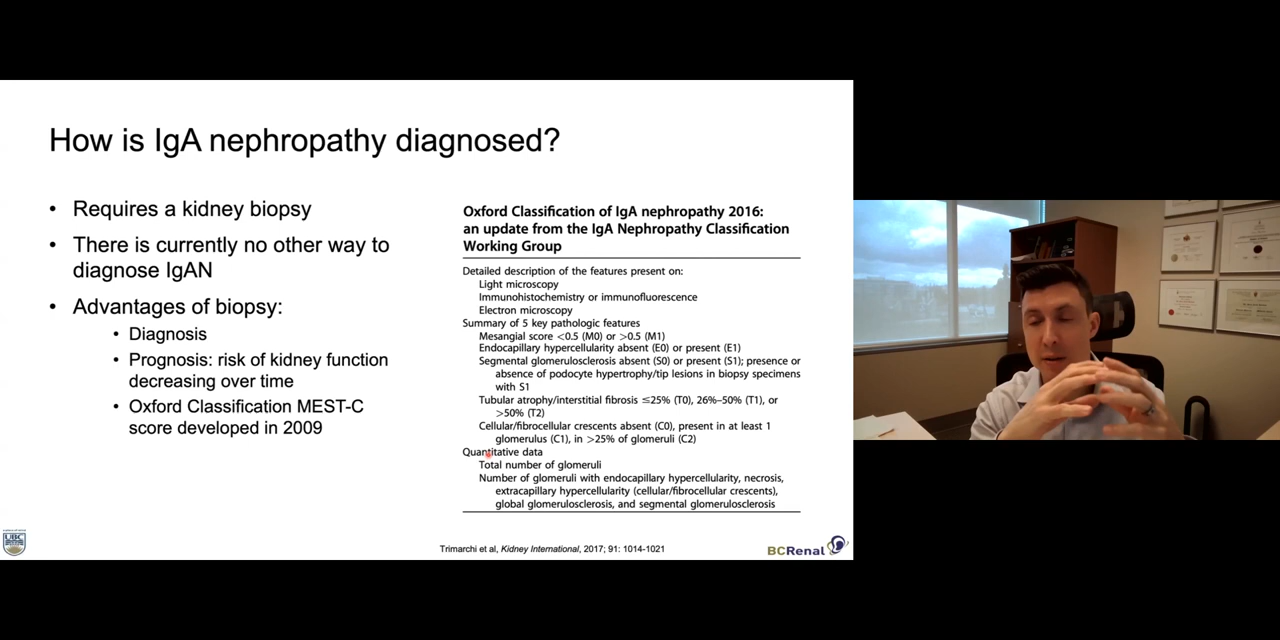 How is IgA nephropathy diagnosed?
• Requires a kidney biopsy
• There is currently no other way to
diagnose IgAN
• Advantages of biopsy:
• Diagnosis
• Prognosis: risk of kidney function
decreasing over time
• Oxford Classification MEST-C
score developed in 2009
Oxford Classification of IgA nephropathy 2016:
an update from the IgA Nephropathy Classification
Working Group
Detailed description of the features present on:
Light microscopy
Immunohistochemistry or immunofluorescence
Electron microscopy
Summary of 5 key pathologic features
Mesangial score <0.5 (M0) or >0.5 (M1)
Endocapillary hypercellularity absent (E0) or present (E1)
Segmental glomerulosclerosis absent (S0) or present (S1); presence or
absence of podocyte hypertrophy/tip lesions in biopsy specimens
with S1
Tubular atrophy/interstitial fibrosis ≤25% (T0), 26%–50% (T1), or
>50% (T2)
Cellular/fibrocellular crescents absent (C0), present in at least 1
glomerulus (C1), in >25% of glomeruli (C2)
Quantitative data
Total number of glomeruli
Number of glomeruli with endocapillary hypercellularity, necrosis,
extracapillary hypercellularity (cellular/fibrocellular crescents),
global glomerulosclerosis, and segmental glomerulosclerosis
Trimarchi et al, Kidney International, 2017; 91: 1014-1021
UBC
BCRenal